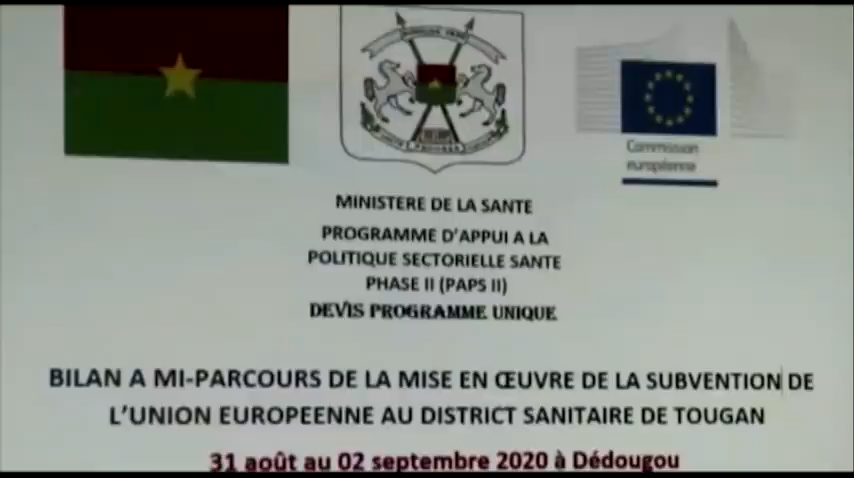 Commission
européenne
MINISTERE DE LA SANTE
PROGRAMME D'APPUI A LA
POLITIQUE SECTORIELLE SANTE
PHASE II (PAPS II)
DEVIS PROGRAMME UNIQUE
BILAN A MI-PARCOURS DE LA MISE EN ŒUVRE DE LA SUBVENTION DE
L'UNION EUROPEENNE AU DISTRICT SANITAIRE DE TOUGAN
31 août au 02 septembre 2020 à Dédougou